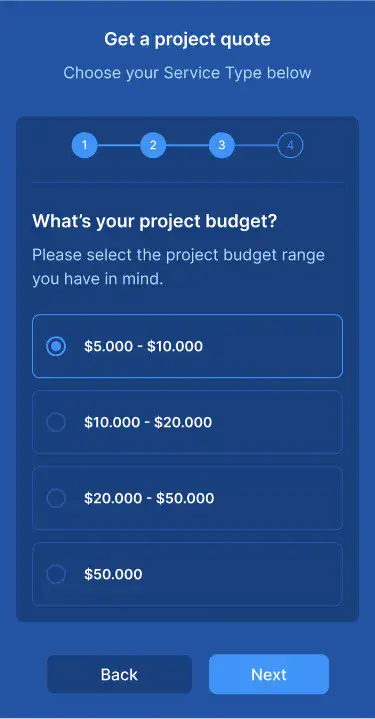 Get a project quote
Choose your Service Type below
1 2 3 4
What’s your project budget?
Please select the project budget range
you have in mind.
$5.000 - $10.000
$10.000 - $20.000
$20.000 - $50.000
$50.000
Back Next